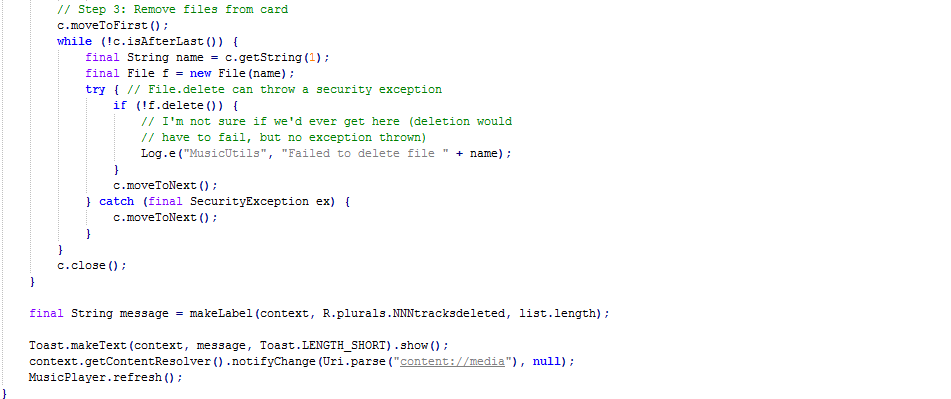 // Step 3: Remove files from card
c.moveToFirst();
while (!c.isAfterLast()) {
final String name = c.getString(1);
final File f = new File(name);
try { // File.delete can throw a security exception
if (!f.delete()) {
// I'm not sure if we'd ever get here (deletion would
// have to fail, but no exception thrown)
Log.e("MusicUtils", "Failed to delete file " + name);
}
c.moveToNext();
} catch (final SecurityException ex) {
c.moveToNext();
}
}
c.close();
}
final String message = makeLabel(context, R.plurals.NNNtracksdeleted, list.length);
Toast.makeText(context, message, Toast.LENGTH_SHORT).show();
context.getContentResolver().notifyChange(Uri.parse("content://media"), null);
MusicPlayer.refresh();
}